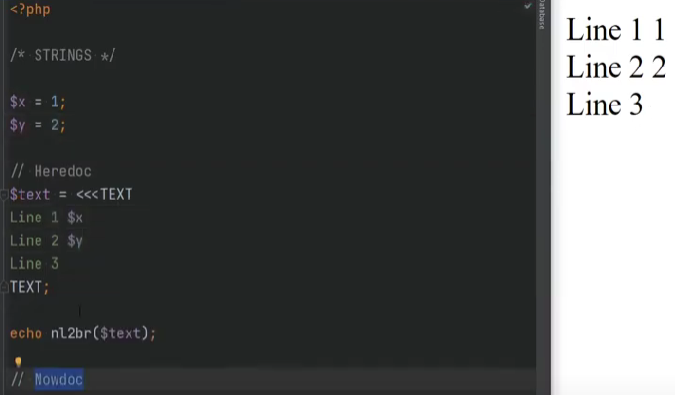 <?php
/* STRINGS */
$x = 1;
$y = 2;
// Heredoc
$text = <<<TEXT
Line 1 $x
Line 2 $y
Line 3
TEXT;
echo nl2br($text);
// Nowdoc
Database
Line 1 1
Line 2 2
Line 3